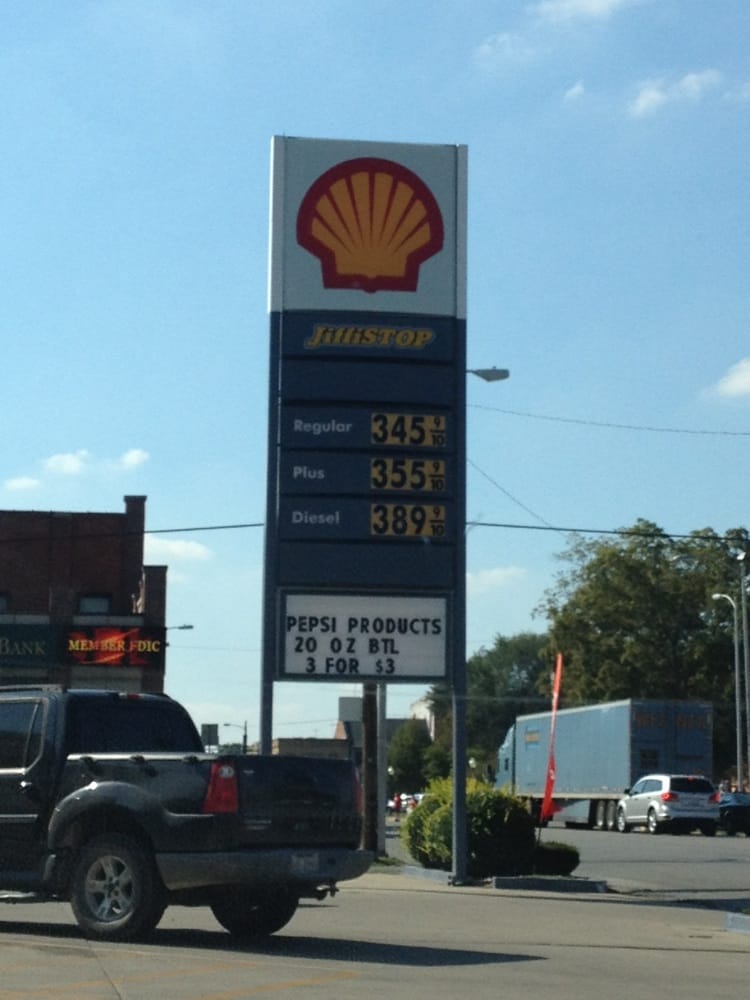 JIFFISTOP
Regular 345 9/10
Plus 355 9/10
Diesel 389 9/10
PEPSI PRODUCTS
20 OZ BTL
3 FOR $3
BANK MEMBER FDIC